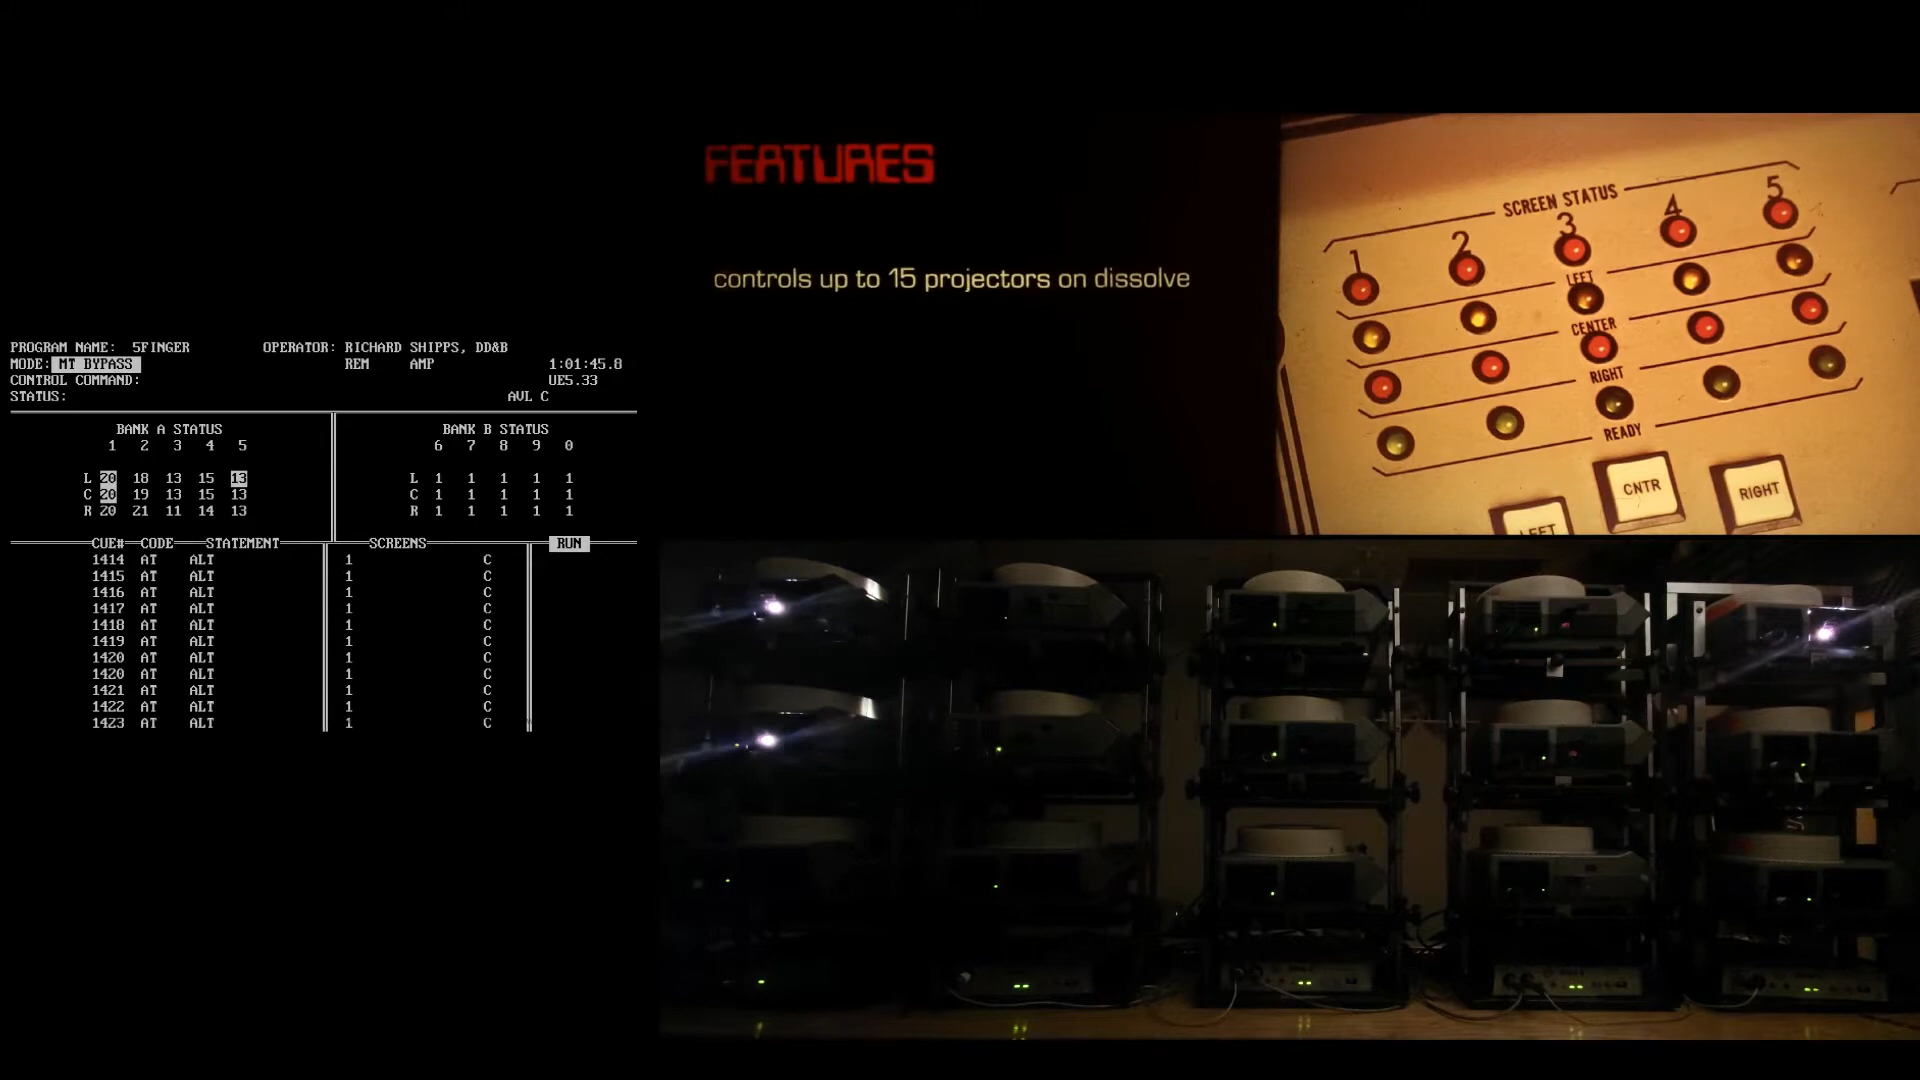 PROGRAM NAME: 5FINGER OPERATOR: RICHARD SHIPPS, DD&B
MODE: MT BYPASS REM AMP 1:01:45.8
CONTROL COMMAND: UE5.33
STATUS: AVL C
BANK A STATUS BANK B STATUS
1 2 3 4 5 6 7 8 9 0
L 20 18 13 15 13 L 1 1 1 1 1
C 20 19 13 15 13 C 1 1 1 1 1
R 20 21 11 14 13 R 1 1 1 1 1
CUE# CODE STATEMENT SCREENS RUN
1414 AT ALT 1 C
1415 AT ALT 1 C
1416 AT ALT 1 C
1417 AT ALT 1 C
1418 AT ALT 1 C
1419 AT ALT 1 C
1420 AT ALT 1 C
1420 AT ALT 1 C
1421 AT ALT 1 C
1422 AT ALT 1 C
1423 AT ALT 1 C
FEATURES
controls up to 15 projectors on dissolve
SCREEN STATUS
1 2 3 4 5
LEFT
CENTER
RIGHT
READY
LEFT CNTR RIGHT